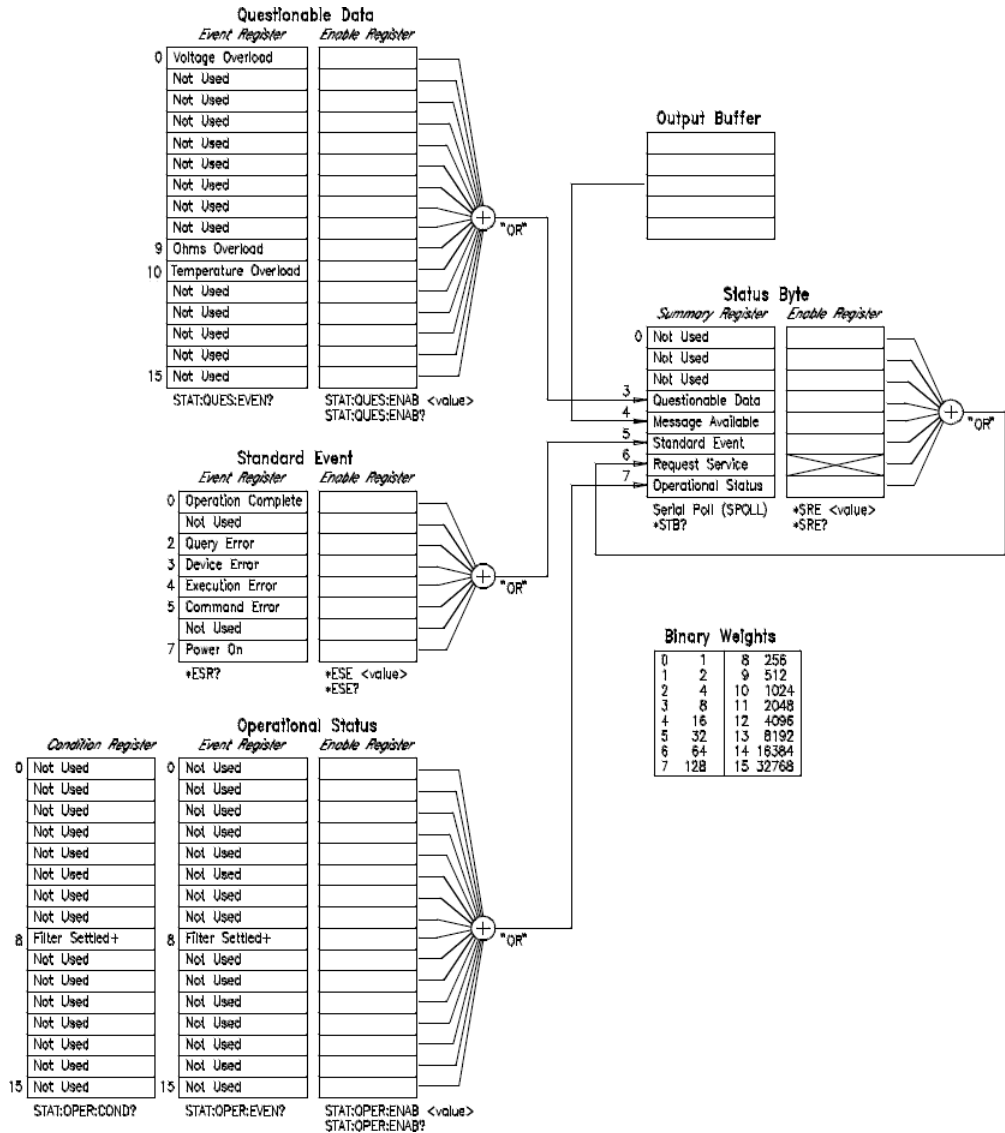 Questionable Data
Event Register Enable Register
0 Voltage Overload
Not Used
Not Used
Not Used
Not Used
Not Used
Not Used
Not Used
Not Used
9 Ohms Overload
10 Temperature Overload
Not Used
Not Used
Not Used
Not Used
15 Not Used
"OR"
STAT:QUES:EVEN?
STAT:QUES:ENAB <value>
STAT:QUES:ENAB?
Output Buffer
Status Byte
Summary Register Enable Register
0 Not Used
Not Used
Not Used
3 Questionable Data
4 Message Available
5 Standard Event
6 Request Service
7 Operational Status
"OR"
Serial Poll (SPOLL)
*STB?
*SRE <value>
*SRE?
Standard Event
Event Register Enable Register
0 Operation Complete
Not Used
2 Query Error
3 Device Error
4 Execution Error
5 Command Error
Not Used
7 Power On
"OR"
*ESR?
*ESE <value>
*ESE?
Binary Weights
0 1 8 256
1 2 9 512
2 4 10 1024
3 8 11 2048
4 16 12 4096
5 32 13 8192
6 64 14 16384
7 128 15 32768
Operational Status
Condition Register Event Register Enable Register
0 Not Used 0 Not Used
Not Used Not Used
Not Used Not Used
Not Used Not Used
Not Used Not Used
Not Used Not Used
Not Used Not Used
Not Used Not Used
8 Filter Settled+ 8 Filter Settled+
Not Used Not Used
Not Used Not Used
Not Used Not Used
Not Used Not Used
Not Used Not Used
Not Used Not Used
15 Not Used 15 Not Used
"OR"
STAT:OPER:COND?
STAT:OPER:EVEN?
STAT:OPER:ENAB <value>
STAT:OPER:ENAB?